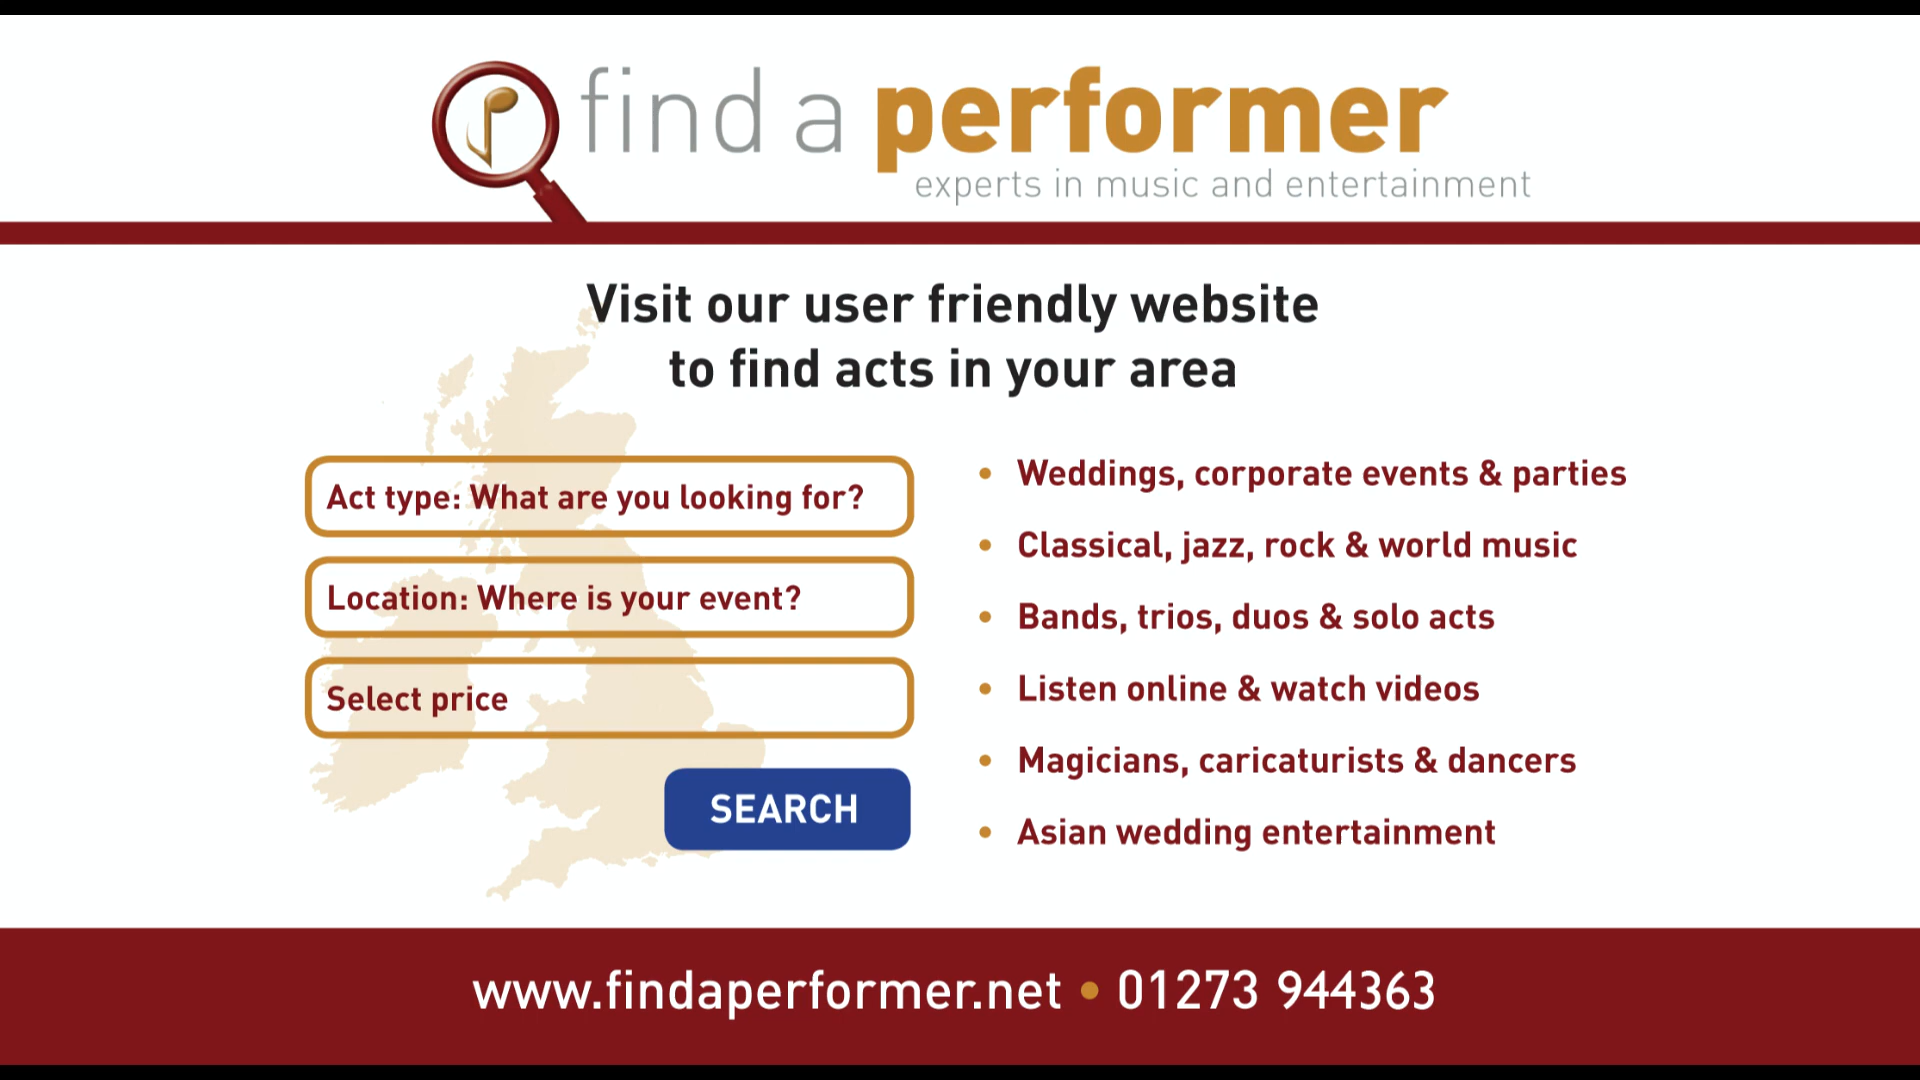 find a performer
experts in music and entertainment
Visit our user friendly website
to find acts in your area
Act type: What are you looking for?
Location: Where is your event?
Select price
SEARCH
• Weddings, corporate events & parties
• Classical, jazz, rock & world music
• Bands, trios, duos & solo acts
• Listen online & watch videos
• Magicians, caricaturists & dancers
• Asian wedding entertainment
www.findaperformer.net • 01273 944363